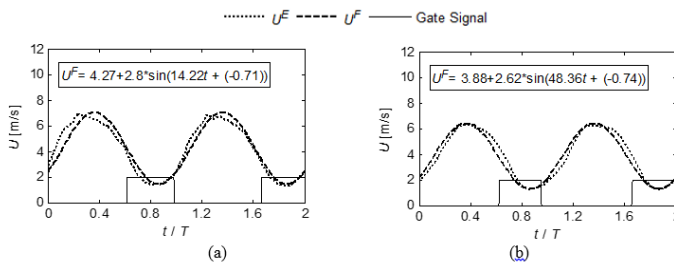 U^E U^F Gate Signal
12
10
8
6
4
2
0
U [m/s]
U^F= 4.27+2.8*sin(14.22t + (-0.71))
0 0.4 0.8 1.2 1.6 2
t / T
(a)
12
10
8
6
4
2
0
U [m/s]
U^F= 3.88+2.62*sin(48.36t + (-0.74))
0 0.4 0.8 1.2 1.6 2
t / T
(b)